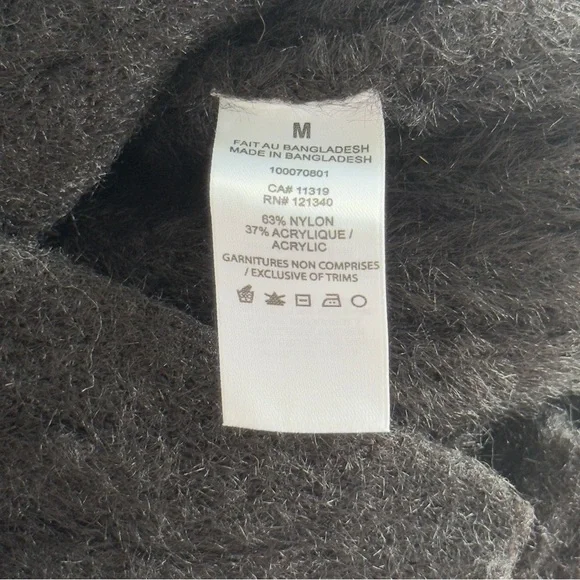 M
FAIT AU BANGLADESH
MADE IN BANGLADESH
100070801
CA# 11319
RN# 121340
63% NYLON
37% ACRYLIQUE /
ACRYLIC
GARNITURES NON COMPRISES
/ EXCLUSIVE OF TRIMS